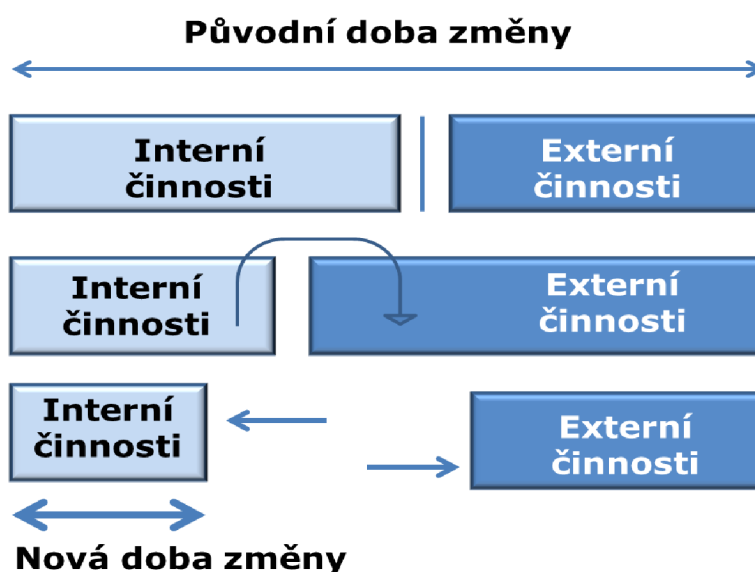 Původní doba změny
Interní
činnosti
Externí
činnosti
Interní
činnosti
Externí
činnosti
Interní
činnosti
Externí
činnosti
Nová doba změny